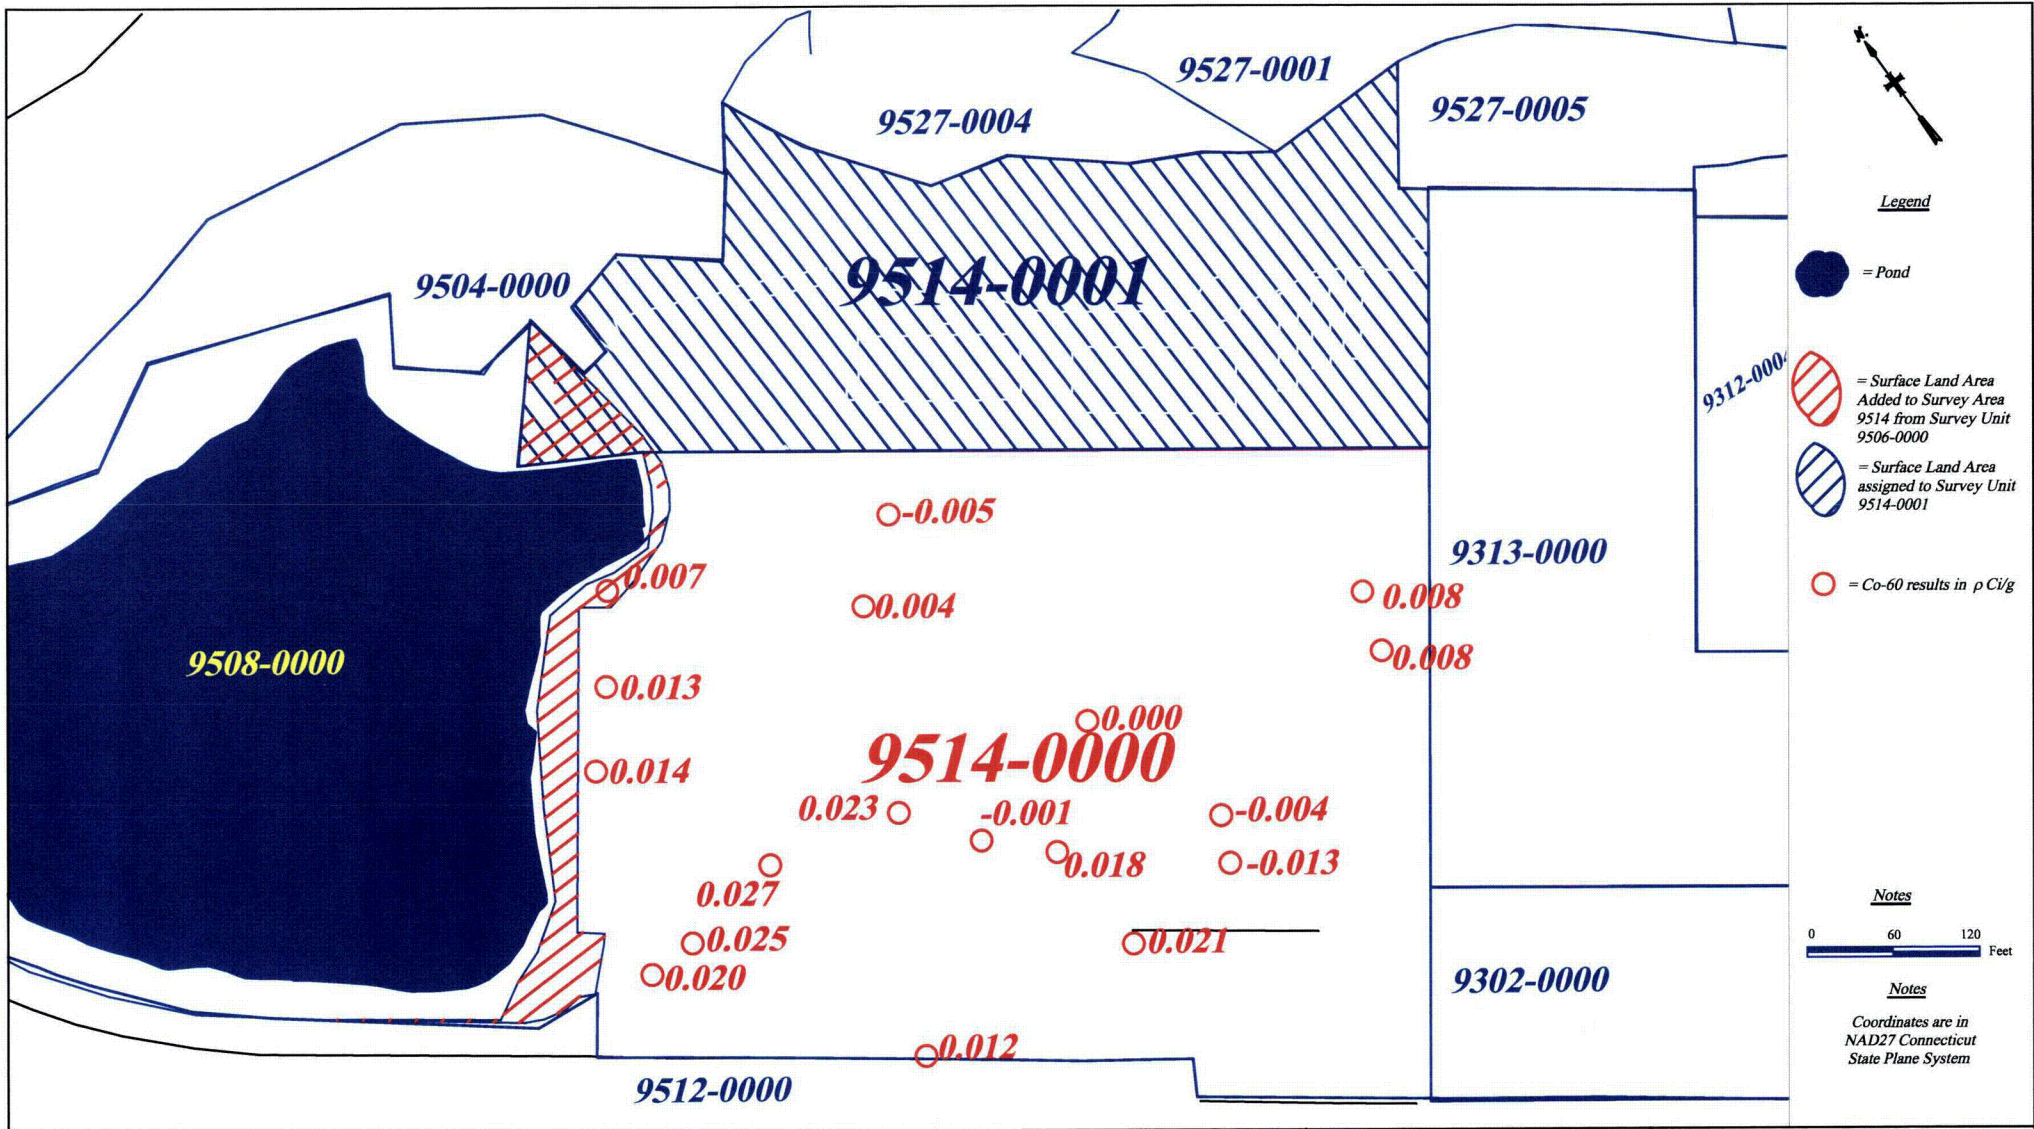 9527-0001
9527-0004
9527-0005
9504-0000
9514-0001
9312-0004
-0.005
0.007
0.004
0.008
9313-0000
0.008
9508-0000
0.013
0.000
9514-0000
0.014
0.023
-0.001
-0.004
0.018
-0.013
0.027
0.025
0.021
0.020
9302-0000
0.012
9512-0000
N.
Legend
= Pond
= Surface Land Area
Added to Survey Area
9514 from Survey Unit
9506-0000
= Surface Land Area
assigned to Survey Unit
9514-0001
= Co-60 results in ρ Ci/g
Notes
0 60 120
Feet
Notes
Coordinates are in
NAD27 Connecticut
State Plane System